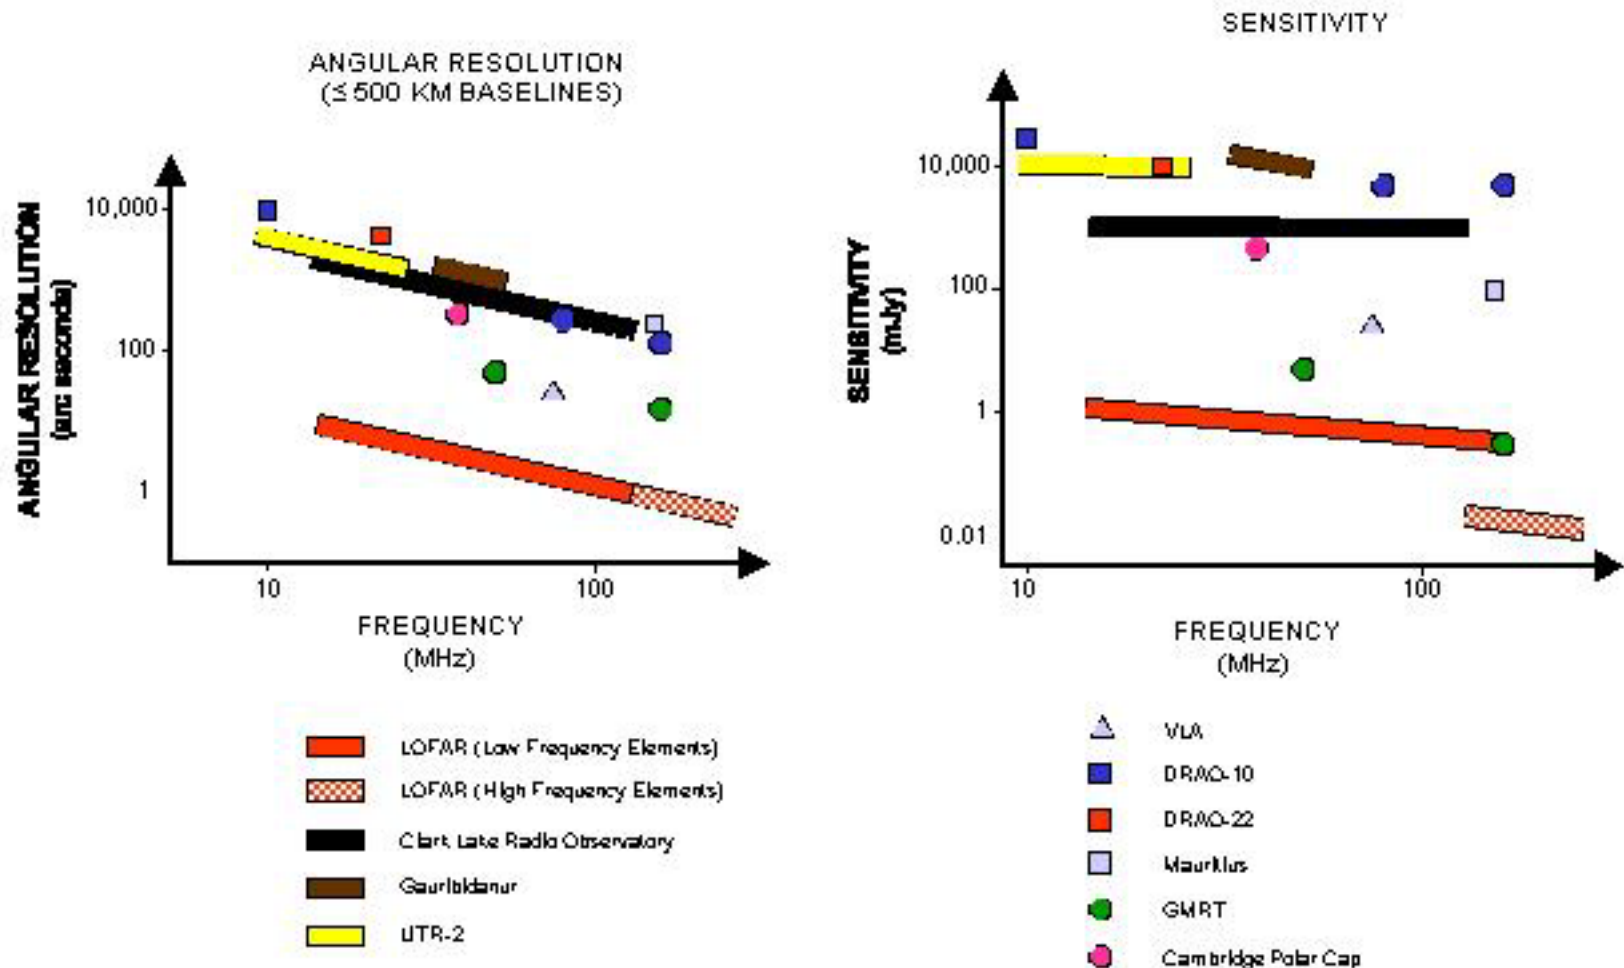 ANGULAR RESOLUTION
(≤500 KM BASELINES)
ANGULAR RESOLUTION
(arc seconds)
10,000
100
1
10
100
FREQUENCY
(MHz)
SENSITIVITY
SENSITIVITY
(mJy)
10,000
100
1
0.01
10
100
FREQUENCY
(MHz)
LOFAR (Low Frequency Elements)
LOFAR (High Frequency Elements)
Clark Lake Radio Observatory
Gauribidanur
UTR-2
VLA
DRAO-10
DRAO-22
Mauritius
GMRT
Cambridge Polar Cap